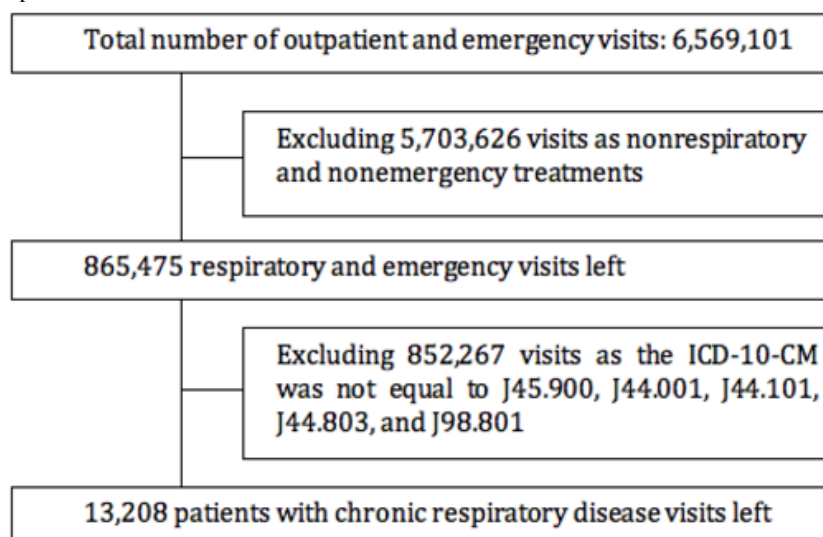 Total number of outpatient and emergency visits: 6,569,101
Excluding 5,703,626 visits as nonrespiratory
and nonemergency treatments
865,475 respiratory and emergency visits left
Excluding 852,267 visits as the ICD-10-CM
was not equal to J45.900, J44.001, J44.101,
J44.803, and J98.801
13,208 patients with chronic respiratory disease visits left